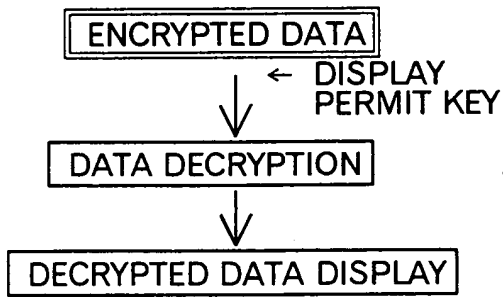 ENCRYPTED DATA
← DISPLAY
PERMIT KEY
DATA DECRYPTION
DECRYPTED DATA DISPLAY